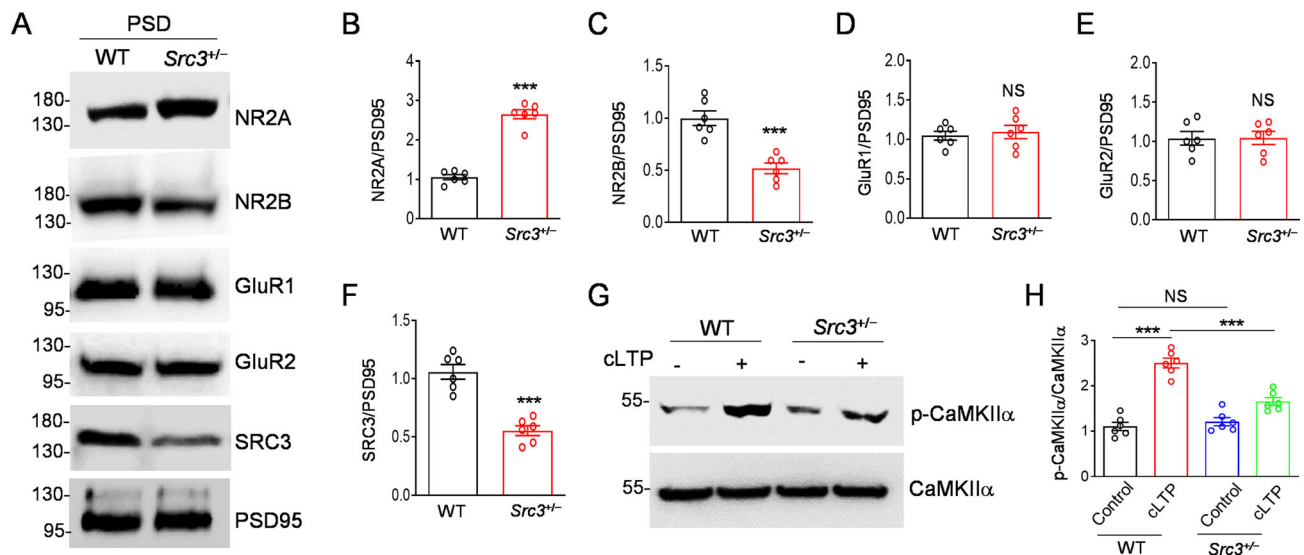 A
PSD
WT Src3+/–
180-
130-
NR2A
180-
130-
NR2B
130-
95-
GluR1
130-
95-
GluR2
180-
130-
SRC3
130-
95-
PSD95
B
NR2A/PSD95
4
3
2
1
0
***
WT Src3+/–
C
NR2B/PSD95
1.5
1.0
0.5
0.0
***
WT Src3+/–
D
GluR1/PSD95
2.0
1.5
1.0
0.5
0.0
NS
WT Src3+/–
E
GluR2/PSD95
2.0
1.5
1.0
0.5
0.0
NS
WT Src3+/–
F
SRC3/PSD95
1.5
1.0
0.5
0.0
***
WT Src3+/–
G
WT Src3+/–
cLTP - + - +
55-
p-CaMKIIα
55-
CaMKIIα
H
p-CaMKIIα/CaMKIIα
3
2
1
0
NS
*** ***
Control cLTP Control cLTP
WT Src3+/–